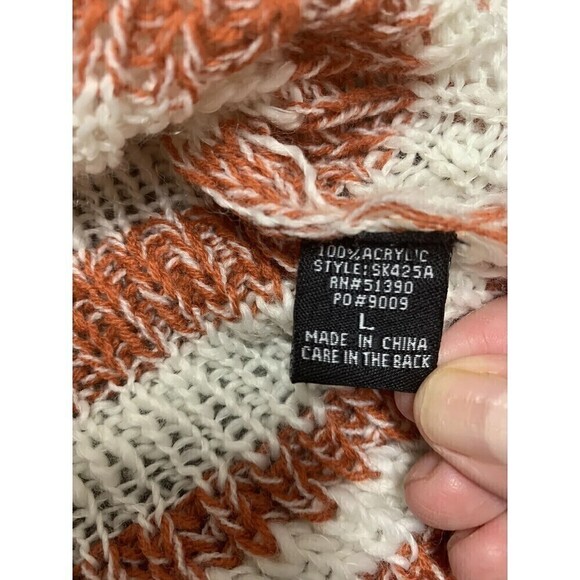 100% ACRYLIC
STYLE: SK425A
RN#51390
PO#9009
L
MADE IN CHINA
CARE IN THE BACK